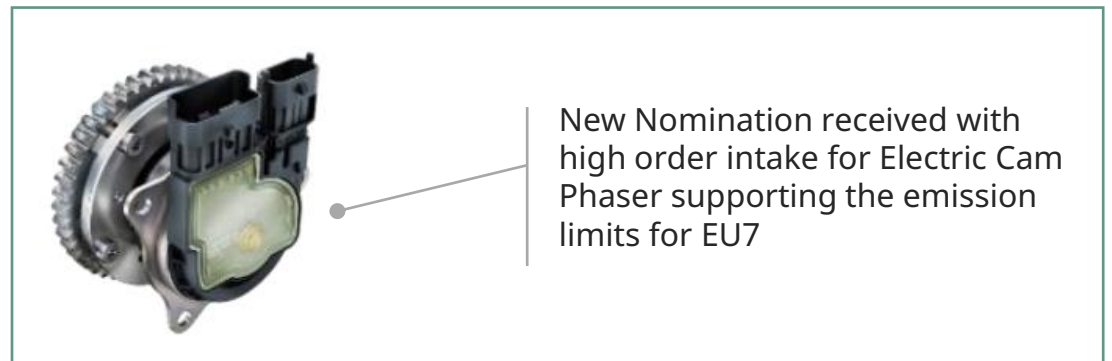 New Nomination received with
high order intake for Electric Cam
Phaser supporting the emission
limits for EU7